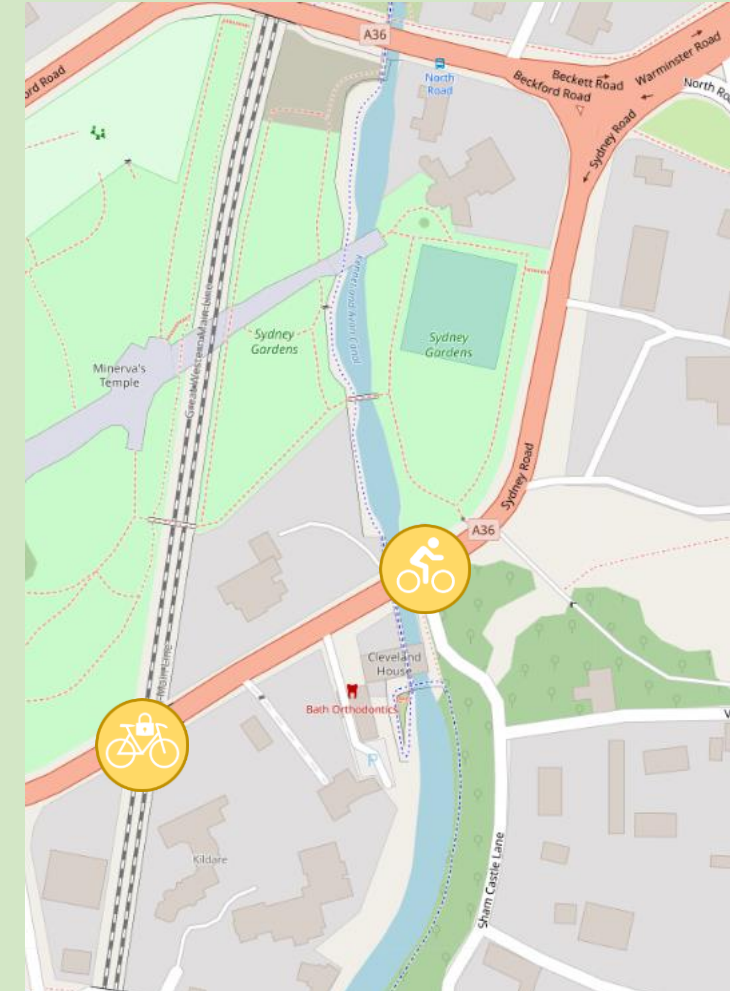 A36
ord Road
North
Road
Beckett Road
Beckford Road
Warminster Road
North Ro
Sydney Road
Kennet and Avon Canal
Great Western Main Line
Sydney
Gardens
Sydney
Gardens
Minerva's
Temple
Sydney Road
A36
Main Line
Cleveland
House
Bath Orthodontics
P
Kildare
Sham Castle Lane
V